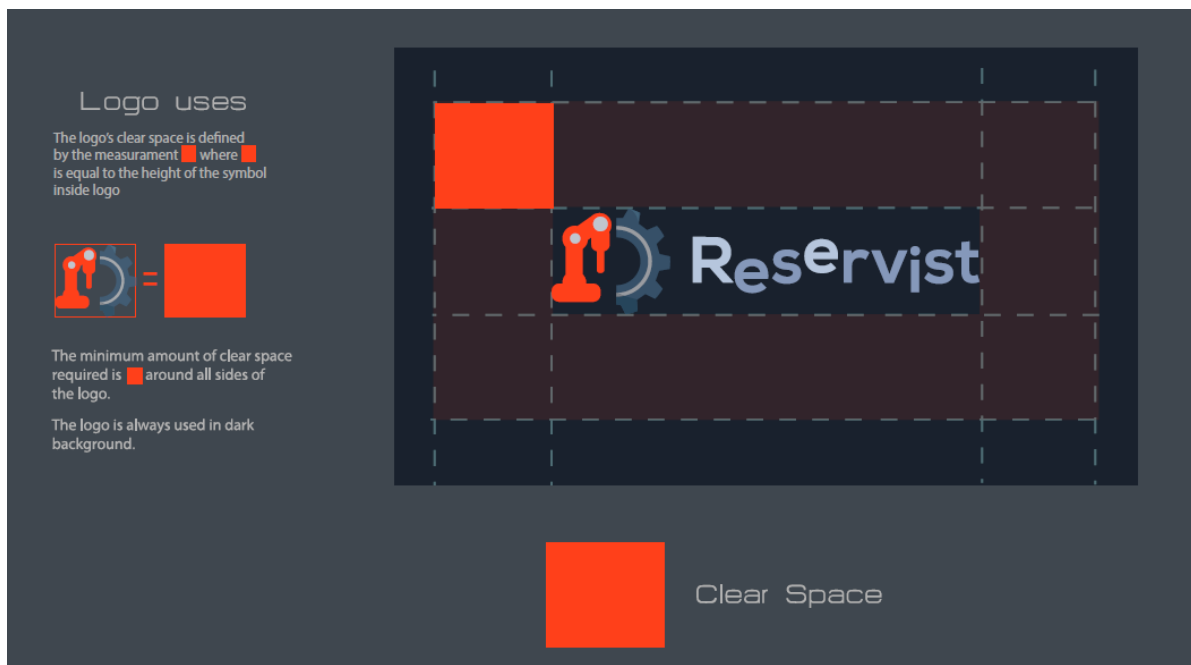 Logo uses
The logo's clear space is defined
by the measurament where
is equal to the height of the symbol
inside logo
=
The minimum amount of clear space
required is around all sides of
the logo.
The logo is always used in dark
background.
Reservist
Clear Space